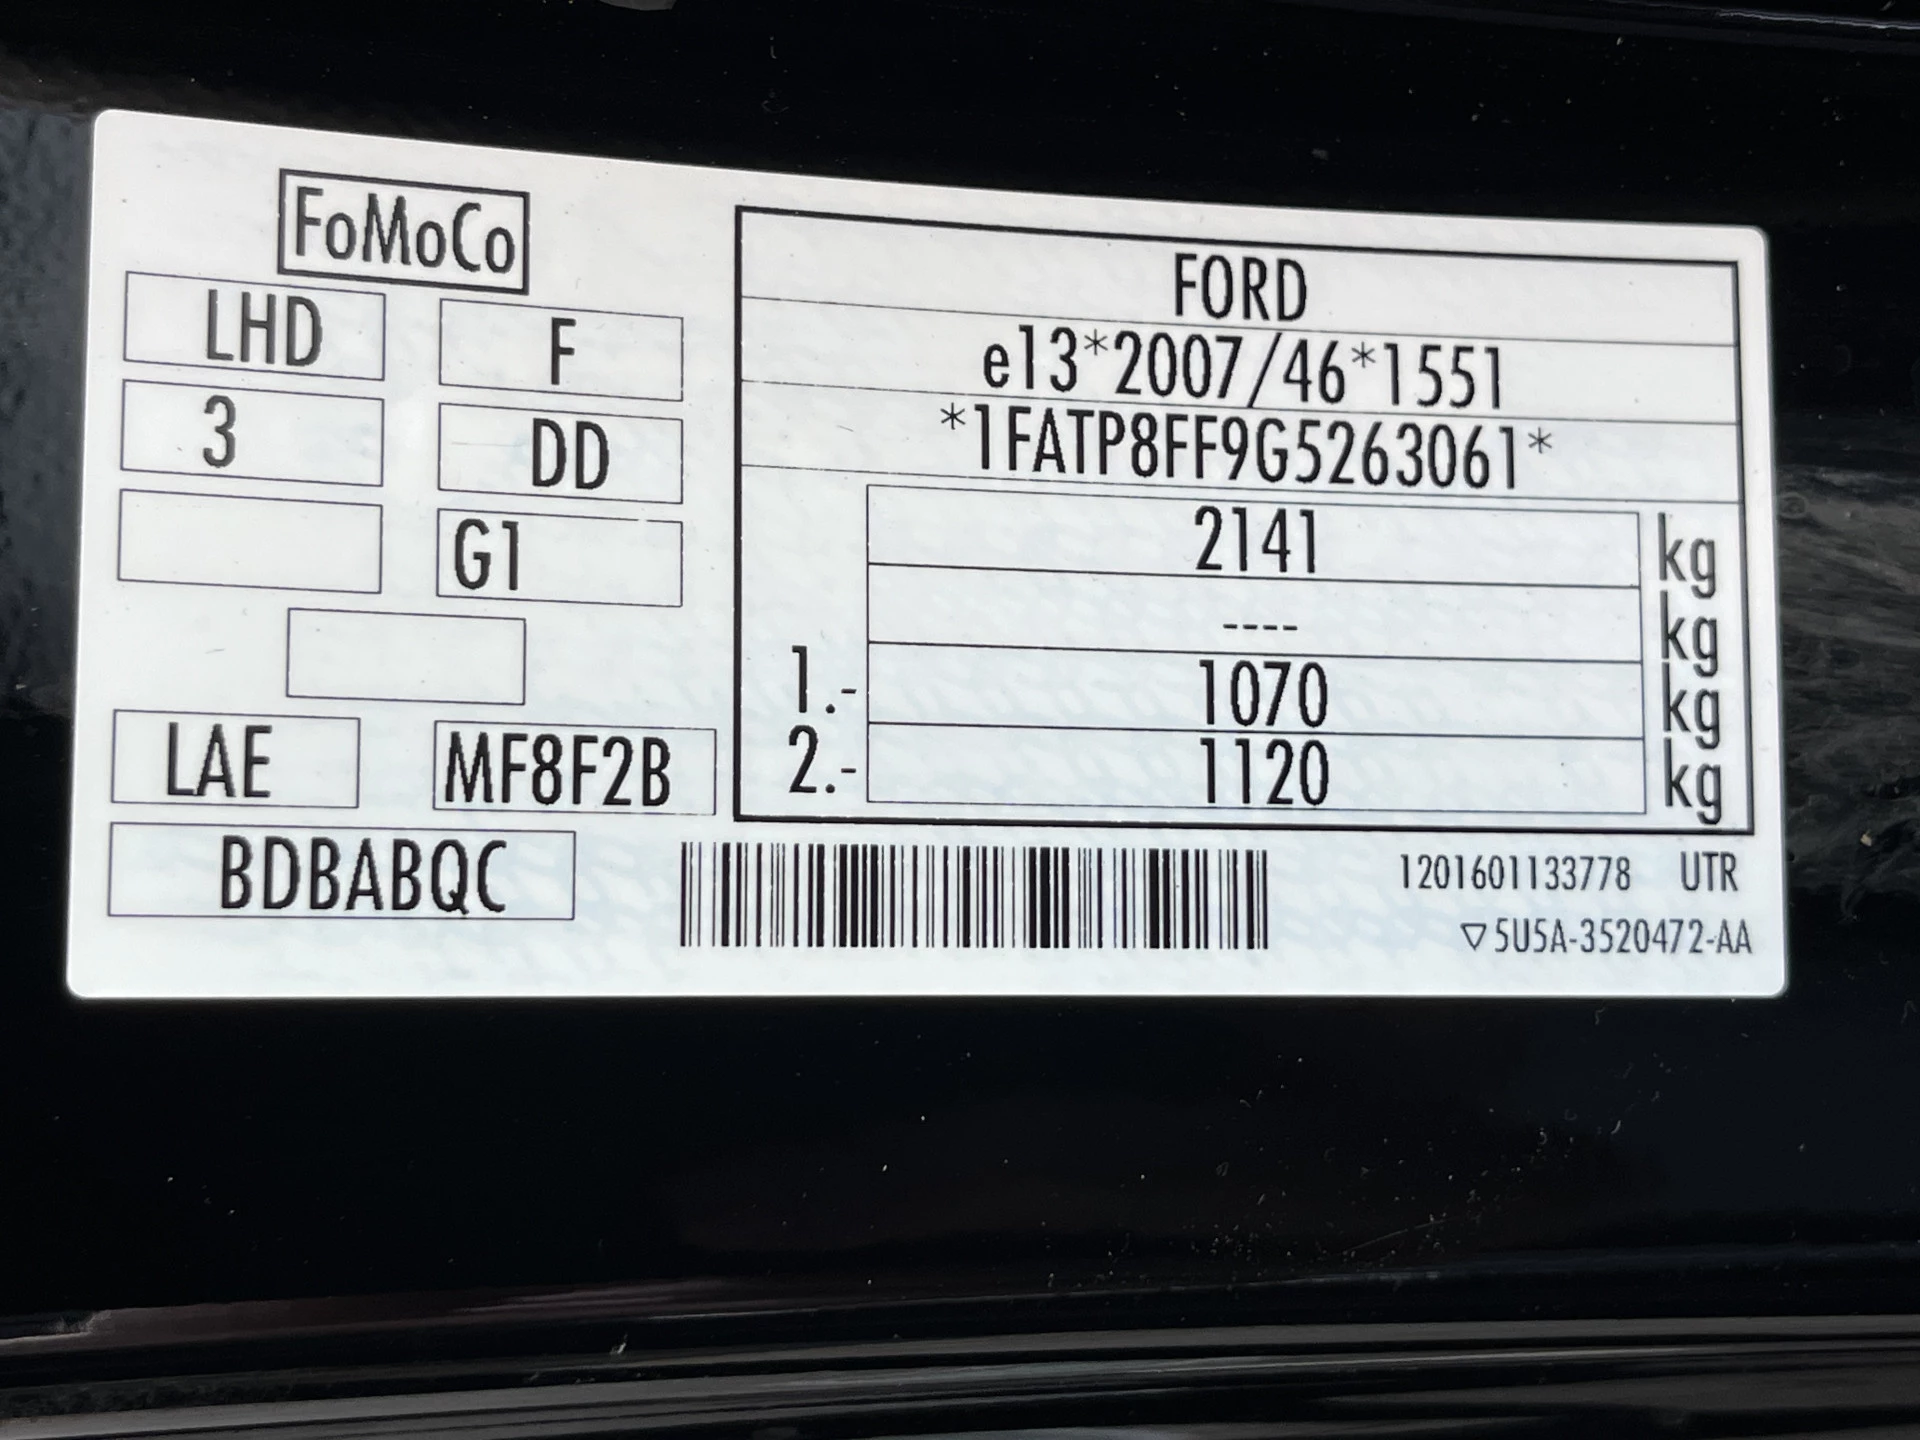 FoMoCo
LHD F
3 DD
G1
LAE MF8F2B
BDBABQC
FORD
e13*2007/46*1551
*1FATP8FF9G5263061*
2141 kg
---- kg
1.- 1070 kg
2.- 1120 kg
1201601133778 UTR
▽5U5A-3520472-AA